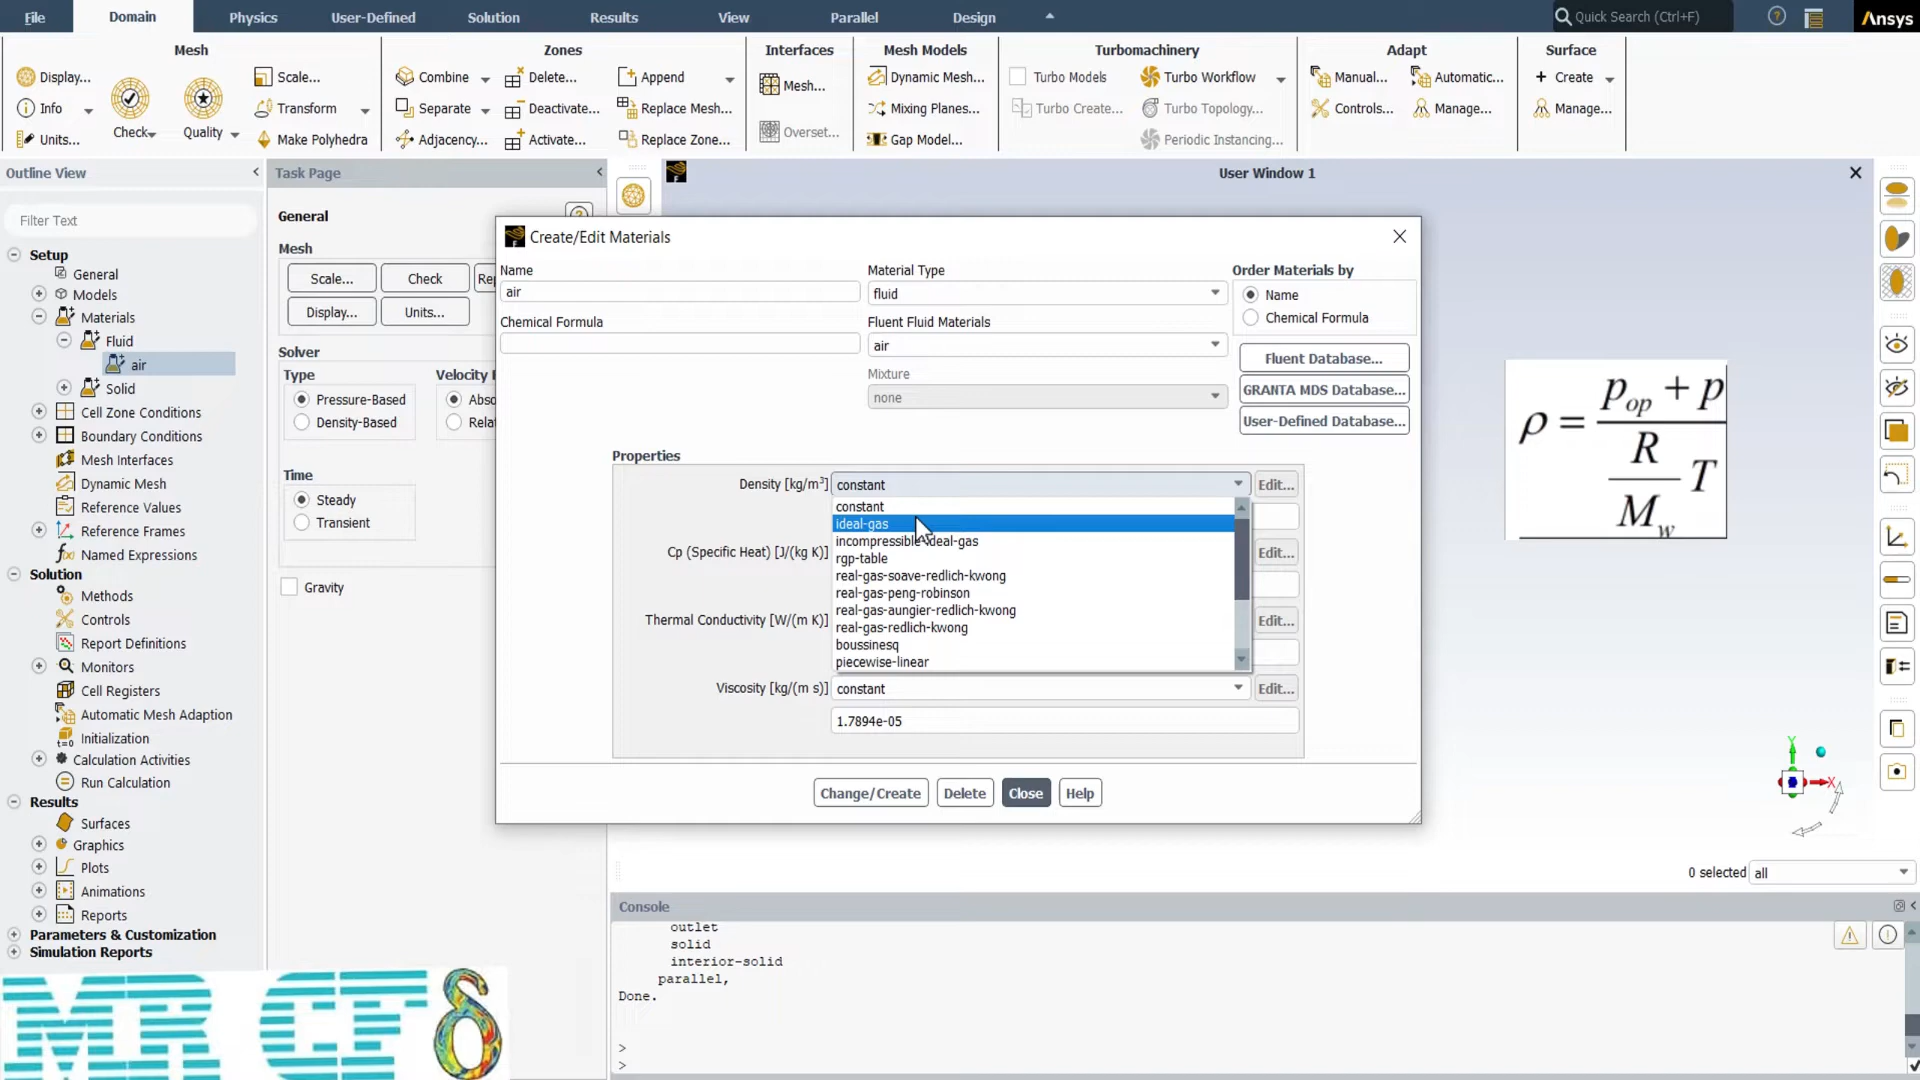 File
Domain
Physics
User-Defined
Solution
Results
View
Parallel
Design
Quick Search (Ctrl+F)
Ansys
Mesh
Display...
Info
Units...
Check
Quality
Scale...
Transform
Make Polyhedra
Zones
Combine
Separate
Adjacency...
Delete...
Deactivate...
Activate...
Append
Replace Mesh...
Replace Zone...
Interfaces
Mesh...
Overset...
Mesh Models
Dynamic Mesh...
Mixing Planes...
Gap Model...
Turbomachinery
Turbo Models
Turbo Create...
Turbo Workflow
Turbo Topology...
Periodic Instancing...
Adapt
Manual...
Controls...
Automatic...
Manage...
Surface
Create
Manage...
Outline View
Filter Text
Setup
General
Models
Materials
Fluid
air
Solid
Cell Zone Conditions
Boundary Conditions
Mesh Interfaces
Dynamic Mesh
Reference Values
Reference Frames
Named Expressions
Solution
Methods
Controls
Report Definitions
Monitors
Cell Registers
Automatic Mesh Adaption
Initialization
Calculation Activities
Run Calculation
Results
Surfaces
Graphics
Plots
Animations
Reports
Parameters & Customization
Simulation Reports
MR CFδ
Task Page
General
Mesh
Scale...
Check
Display...
Units...
Solver
Type
Pressure-Based
Density-Based
Time
Steady
Transient
Gravity
User Window 1
Create/Edit Materials
Name
air
Chemical Formula
Material Type
fluid
Fluent Fluid Materials
air
Mixture
none
Order Materials by
Name
Chemical Formula
Fluent Database...
GRANTA MDS Database...
User-Defined Database...
Properties
Density [kg/m³]
constant
Edit...
constant
ideal-gas
incompressible-ideal-gas
rgp-table
real-gas-soave-redlich-kwong
real-gas-peng-robinson
real-gas-aungier-redlich-kwong
real-gas-redlich-kwong
boussinesq
piecewise-linear
Cp (Specific Heat) [J/(kg K)]
Edit...
Thermal Conductivity [W/(m K)]
Edit...
Viscosity [kg/(m s)]
constant
Edit...
1.7894e-05
Change/Create
Delete
Close
Help
ρ = (p_op + p) / ((R / M_w) T)
Y
X
0 selected
all
Console
outlet
solid
interior-solid
parallel,
Done.
>
>